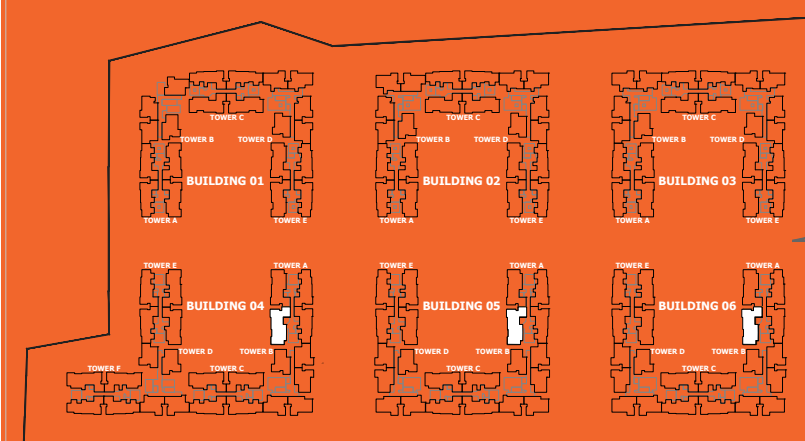 TOWER C TOWER C TOWER C
TOWER B TOWER D TOWER B TOWER D TOWER B TOWER D
BUILDING 01 BUILDING 02 BUILDING 03
TOWER A TOWER E TOWER A TOWER E TOWER A TOWER E
TOWER E TOWER A TOWER E TOWER A TOWER E TOWER A
BUILDING 04 BUILDING 05 BUILDING 06
TOWER D TOWER B TOWER D TOWER B TOWER D TOWER B
TOWER F TOWER C TOWER C TOWER C